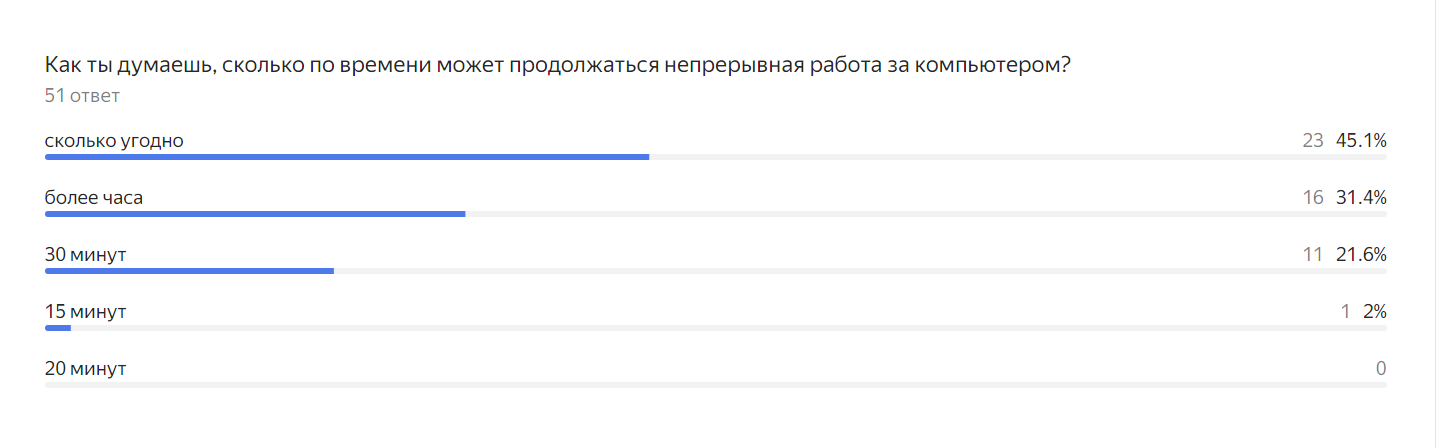 Как ты думаешь, сколько по времени может продолжаться непрерывная работа за компьютером?
51 ответ
сколько угодно 23 45.1%
более часа 16 31.4%
30 минут 11 21.6%
15 минут 1 2%
20 минут 0